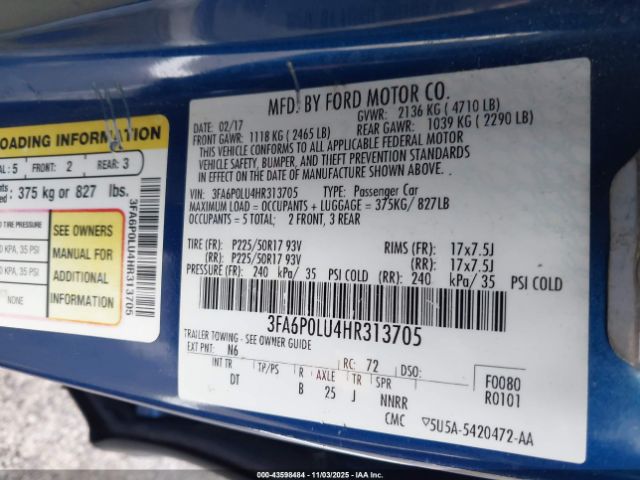 MFD. BY FORD MOTOR CO.
DATE: 02/17 GVWR: 2136 KG ( 4710 LB)
FRONT GAWR: 1118 KG ( 2465 LB) REAR GAWR: 1039 KG ( 2290 LB)
THIS VEHICLE CONFORMS TO ALL APPLICABLE FEDERAL MOTOR
VEHICLE SAFETY, BUMPER, AND THEFT PREVENTION STANDARDS
IN EFFECT ON THE DATE OF MANUFACTURE SHOWN ABOVE.
VIN: 3FA6P0LU4HR313705 TYPE: Passenger Car
MAXIMUM LOAD = OCCUPANTS + LUGGAGE = 375KG/ 827LB
OCCUPANTS = 5 TOTAL; 2 FRONT, 3 REAR
TIRE (FR): P225/50R17 93V RIMS (FR): 17x7.5J
(RR): P225/50R17 93V (RR): 17x7.5J
PRESSURE (FR): 240 kPa/ 35 PSI COLD (RR): 240 kPa/ 35 PSI COLD
3FA6P0LU4HR313705
TRAILER TOWING - SEE OWNER GUIDE
EXT PNT: N6 RC: 72 DSO:
INT TR TP/PS R AXLE TR SPR
DT B 25 J NNRR
F0080
R0101
CMC 5U5A-5420472-AA
LOADING INFORMATION
: 5 FRONT: 2 REAR: 3
375 kg or 827 lbs.
TIRE PRESSURE
KPA, 35 PSI
KPA, 35 PSI
NONE
SEE OWNERS
MANUAL FOR
ADDITIONAL
INFORMATION
3FA6P0LU4HR313705
000-43598484 - 11/03/2025 - IAA, Inc.